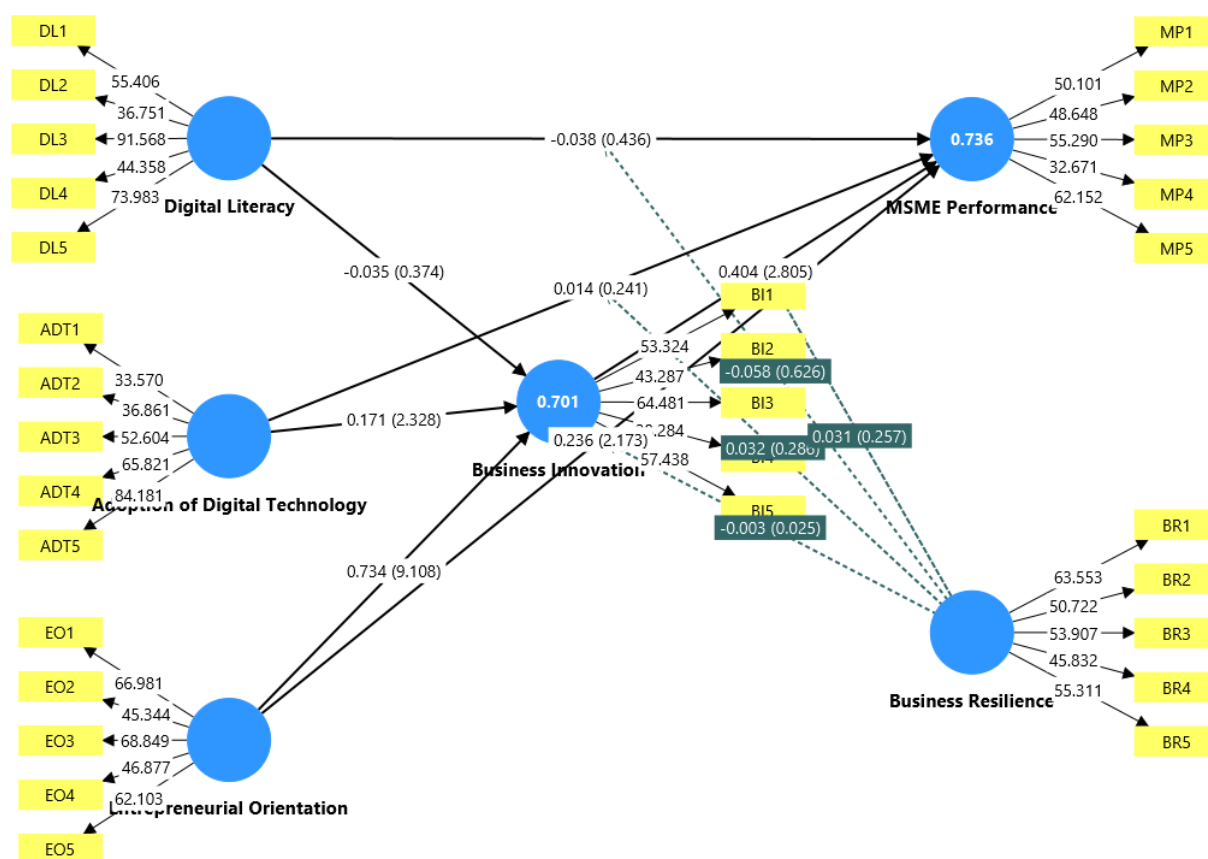 DL1
DL2
DL3
DL4
DL5
55.406
36.751
91.568
44.358
73.983
Digital Literacy
-0.038 (0.436)
-0.035 (0.374)
0.736
MSME Performance
50.101
48.648
55.290
32.671
62.152
MP1
MP2
MP3
MP4
MP5
ADT1
ADT2
ADT3
ADT4
ADT5
33.570
36.861
52.604
65.821
84.181
Adoption of Digital Technology
0.014 (0.241)
0.171 (2.328)
0.404 (2.805)
0.701
Business Innovation
0.236 (2.173)
53.324
43.287
64.481
.284
57.438
BI1
BI2
BI3
BI5
-0.058 (0.626)
0.031 (0.257)
0.032 (0.286)
-0.003 (0.025)
0.734 (9.108)
EO1
EO2
EO3
EO4
EO5
66.981
45.344
68.849
46.877
62.103
Entrepreneurial Orientation
Business Resilience
63.553
50.722
53.907
45.832
55.311
BR1
BR2
BR3
BR4
BR5